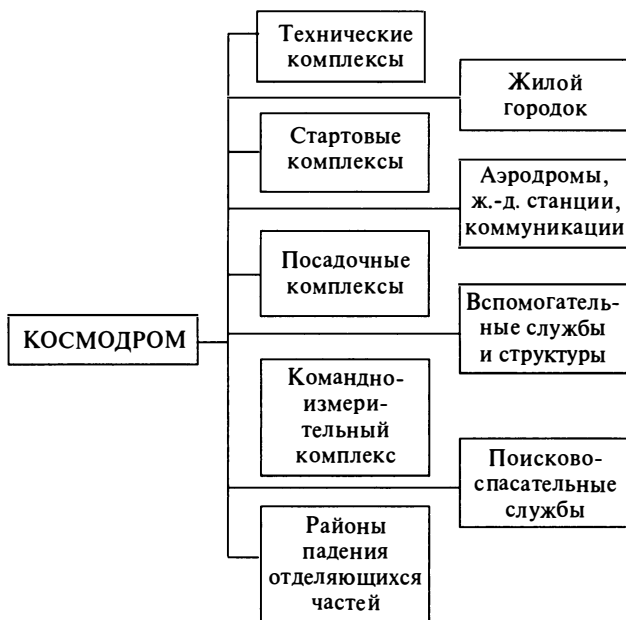 Технические
комплексы
Жилой
городок
Стартовые
комплексы
Аэродромы,
ж.-д. станции,
коммуникации
Посадочные
комплексы
КОСМОДРОМ
Вспомогатель-
ные службы
и структуры
Командно-
измери-
тельный
комплекс
Поисково-
спасательные
службы
Районы
падения
отделяющихся
частей